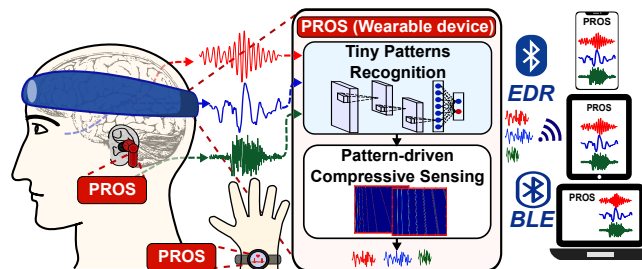 PROS (Wearable device)
Tiny Patterns
Recognition
Pattern-driven
Compressive Sensing
PROS
PROS
EDR
BLE
PROS
PROS
PROS